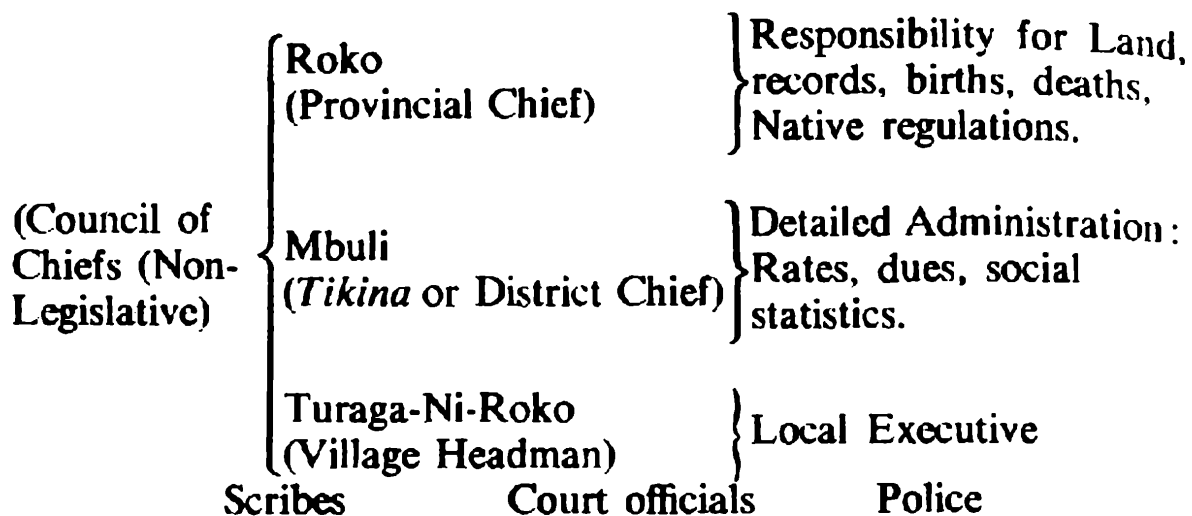 Roko
(Provincial Chief)
Responsibility for Land,
records, births, deaths,
Native regulations.
(Council of
Chiefs (Non-
Legislative)
Mbuli
(Tikina or District Chief)
Detailed Administration:
Rates, dues, social
statistics.
Turaga-Ni-Roko
(Village Headman)
Local Executive
Scribes Court officials Police